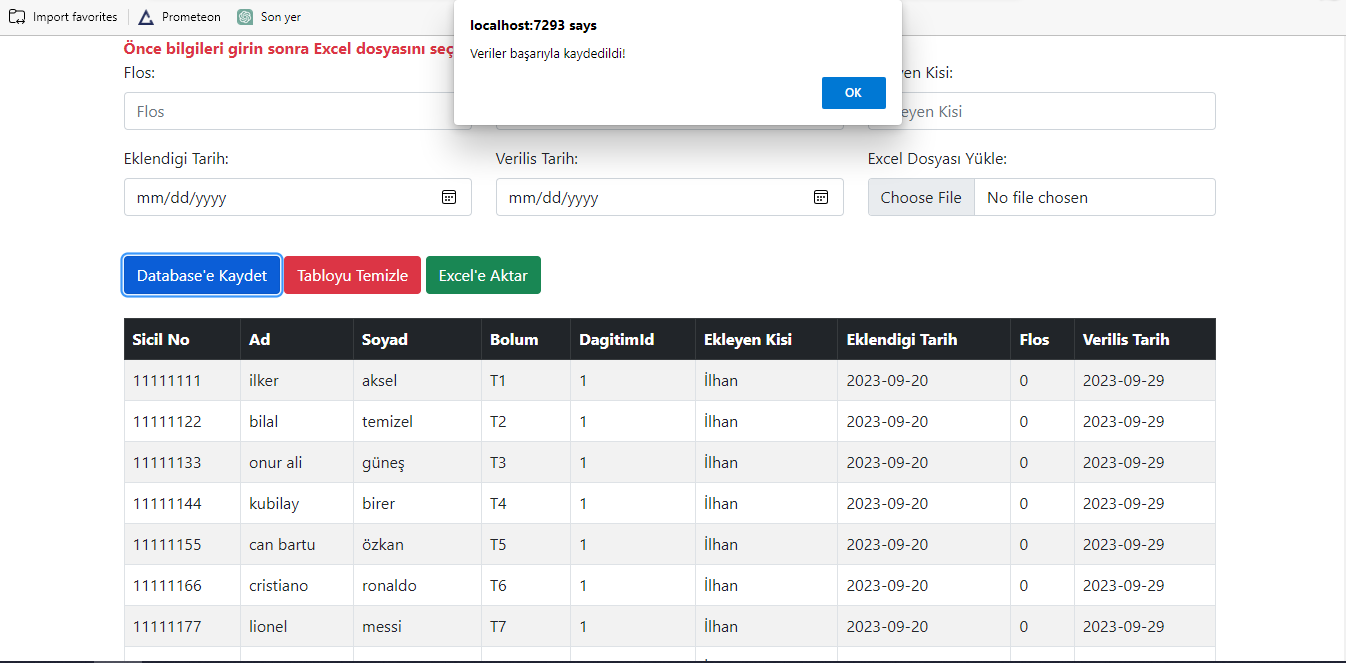 Import favorites Prometeon Son yer
localhost:7293 says
Veriler başarıyla kaydedildi!
OK
Önce bilgileri girin sonra Excel dosyasını seç
Flos: en Kisi:
Flos eyen Kisi
Eklendigi Tarih: Verilis Tarih: Excel Dosyası Yükle:
mm/dd/yyyy mm/dd/yyyy Choose File No file chosen
Database'e Kaydet Tabloyu Temizle Excel'e Aktar
Sicil No Ad Soyad Bolum DagitimId Ekleyen Kisi Eklendigi Tarih Flos Verilis Tarih
11111111 ilker aksel T1 1 İlhan 2023-09-20 0 2023-09-29
11111122 bilal temizel T2 1 İlhan 2023-09-20 0 2023-09-29
11111133 onur ali güneş T3 1 İlhan 2023-09-20 0 2023-09-29
11111144 kubilay birer T4 1 İlhan 2023-09-20 0 2023-09-29
11111155 can bartu özkan T5 1 İlhan 2023-09-20 0 2023-09-29
11111166 cristiano ronaldo T6 1 İlhan 2023-09-20 0 2023-09-29
11111177 lionel messi T7 1 İlhan 2023-09-20 0 2023-09-29